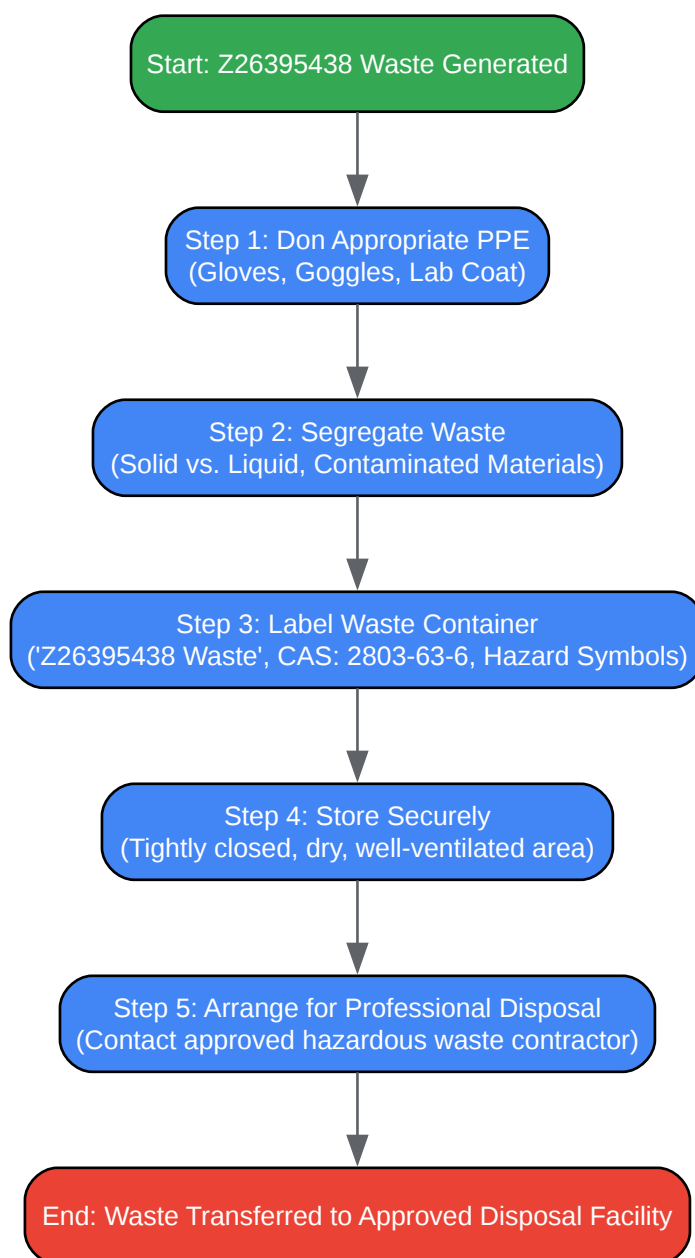 Start: Z26395438 Waste Generated
Step 1: Don Appropriate PPE
(Gloves, Goggles, Lab Coat)
Step 2: Segregate Waste
(Solid vs. Liquid, Contaminated Materials)
Step 3: Label Waste Container
('Z26395438 Waste', CAS: 2803-63-6, Hazard Symbols)
Step 4: Store Securely
(Tightly closed, dry, well-ventilated area)
Step 5: Arrange for Professional Disposal
(Contact approved hazardous waste contractor)
End: Waste Transferred to Approved Disposal Facility